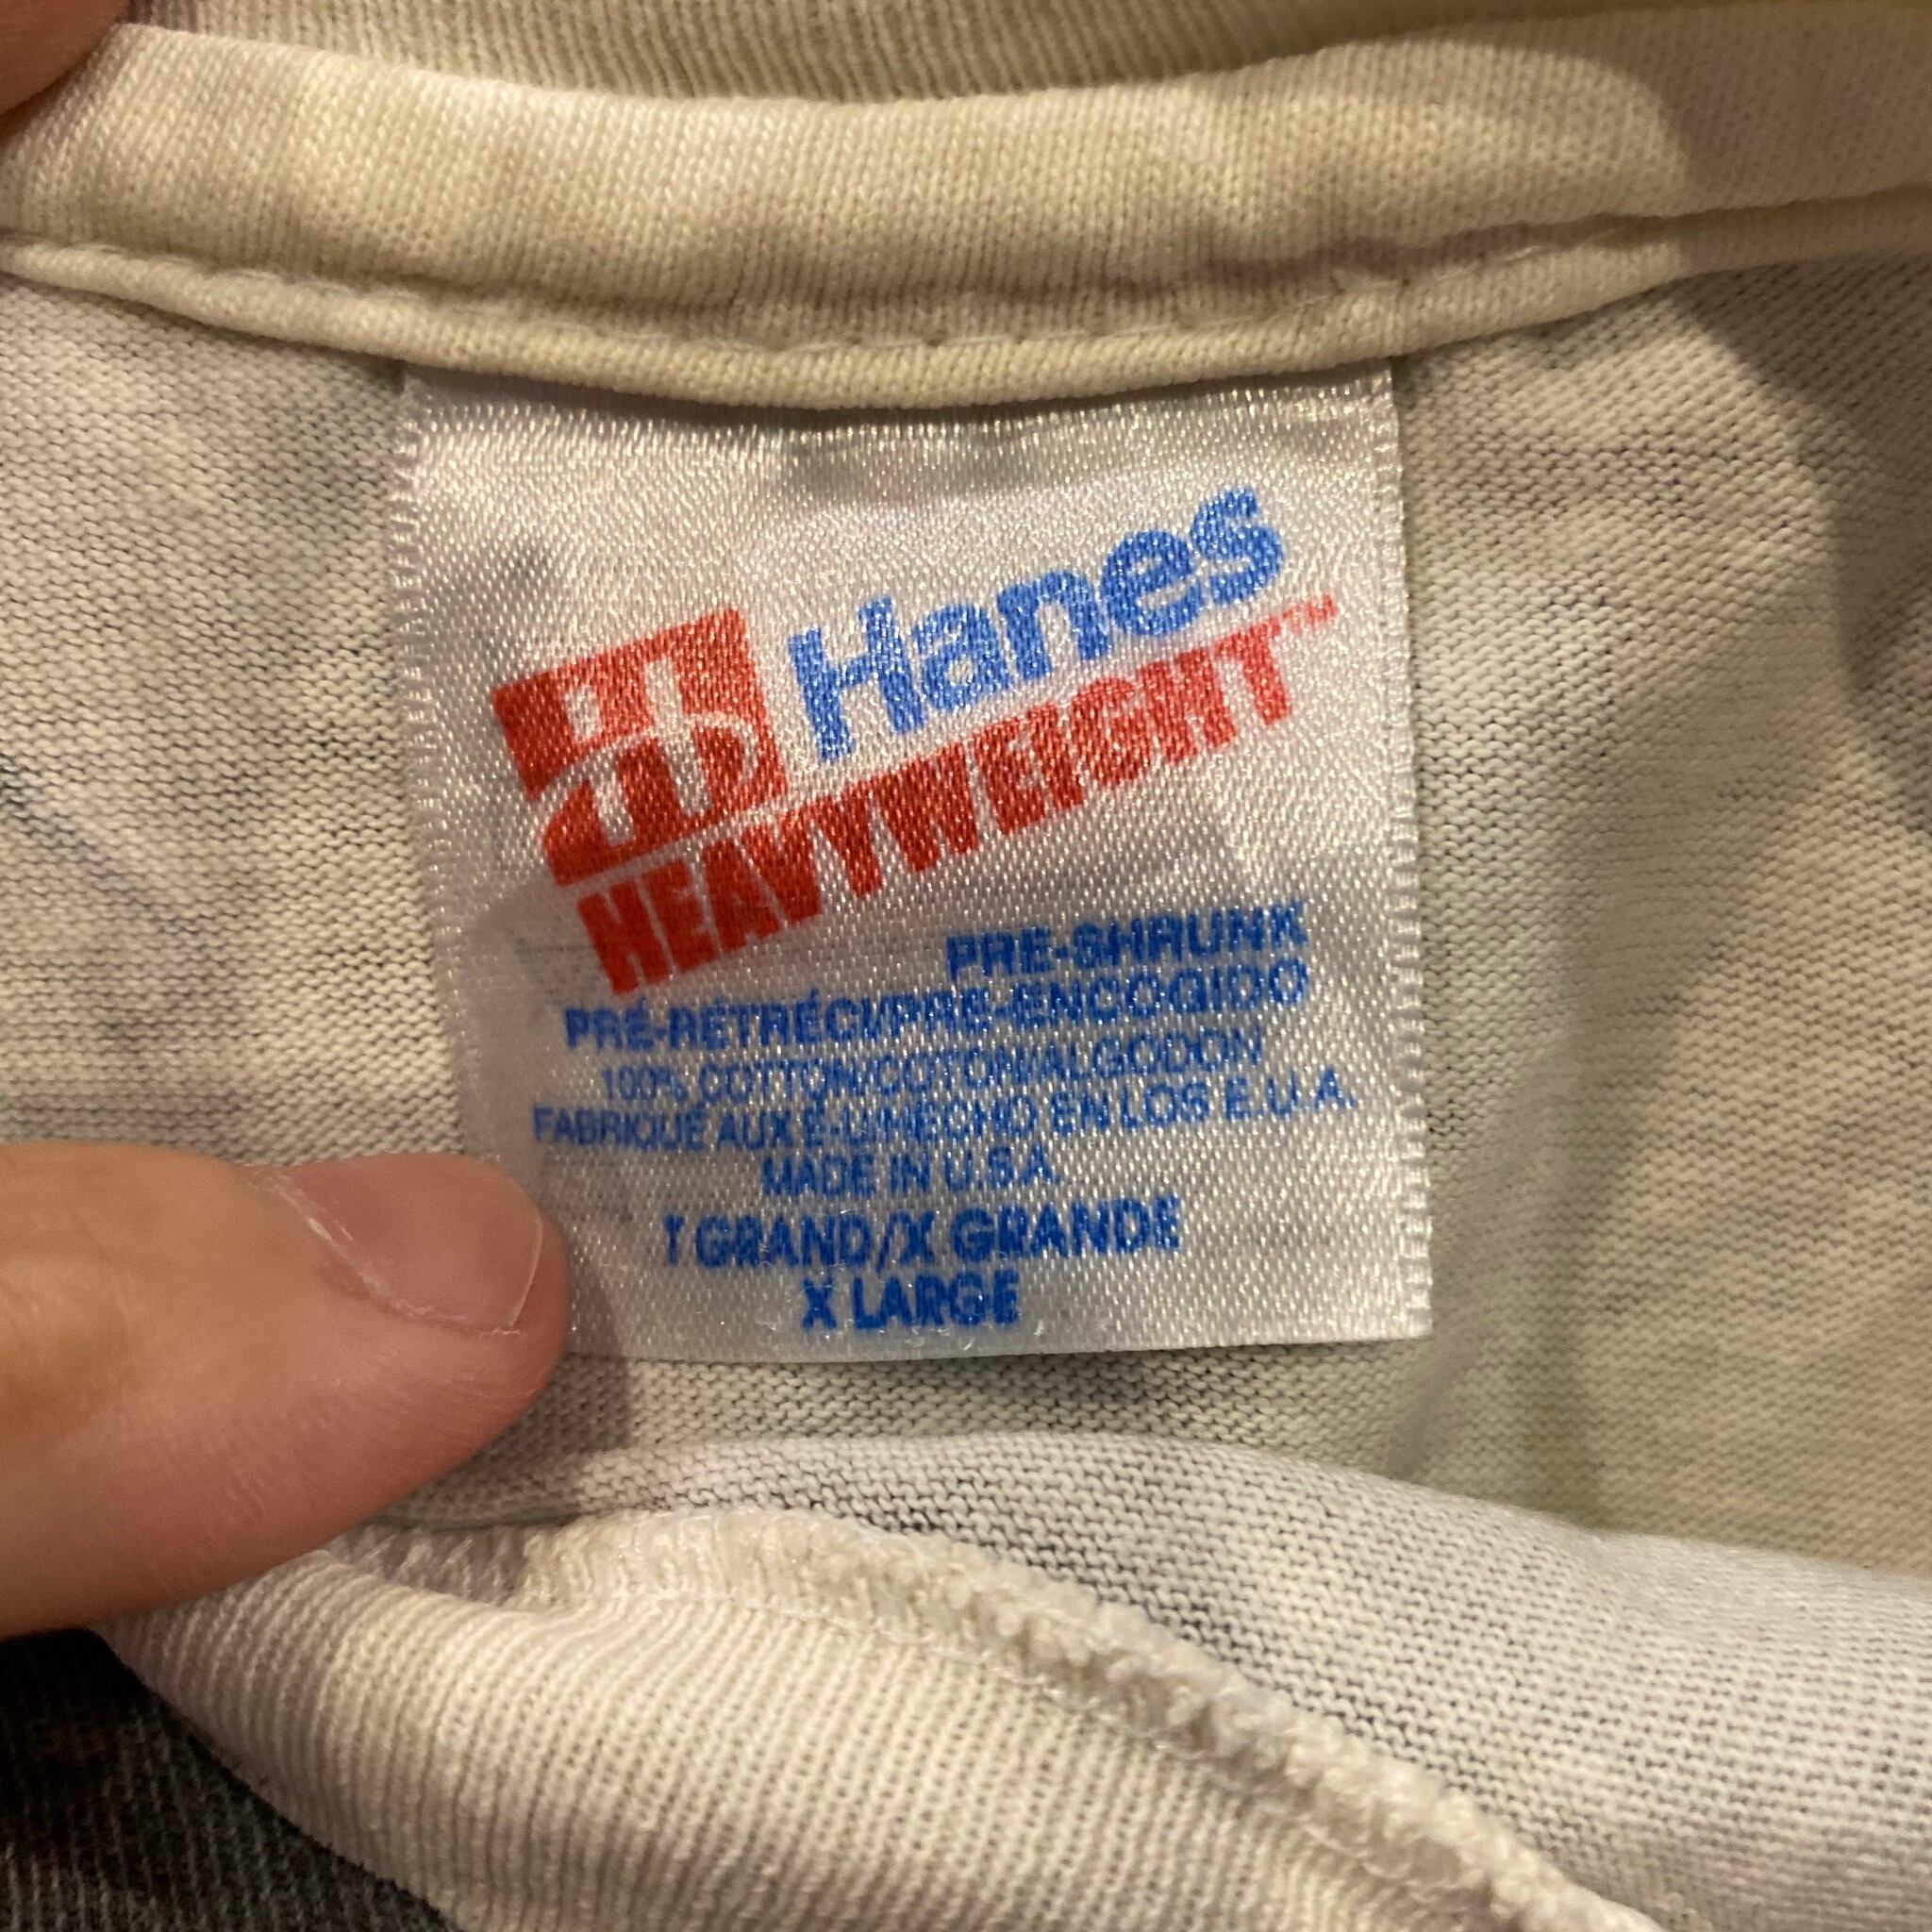 Hanes
HEAVYWEIGHT™
PRE-SHRUNK
PRÉ-RÉTRÉCI/PRE-ENCOGIDO
100% COTTON/COTON/ALGODON
FABRIQUÉ AUX É-U/HECHO EN LOS E.U.A.
MADE IN U.S.A.
T GRAND/X GRANDE
X LARGE